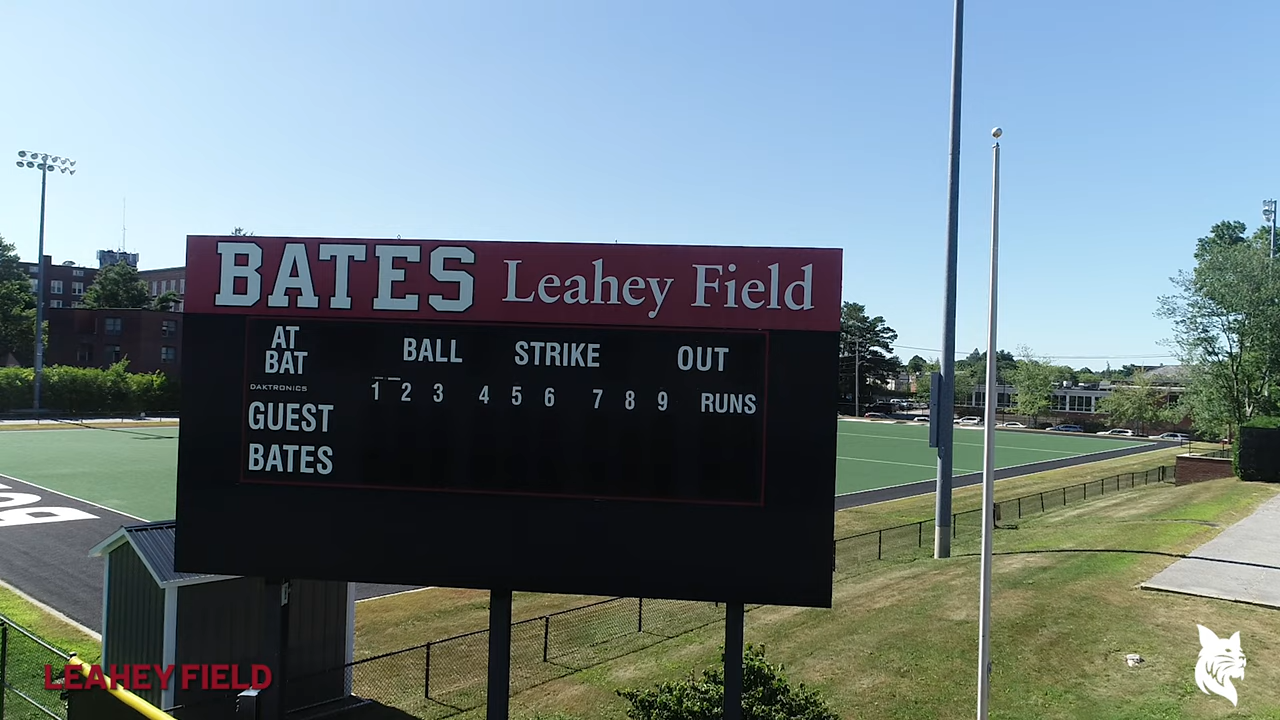 BATES Leahey Field
AT BAT BALL STRIKE OUT
DAKTRONICS 1 2 3 4 5 6 7 8 9 RUNS
GUEST
BATES
LEAHEY FIELD